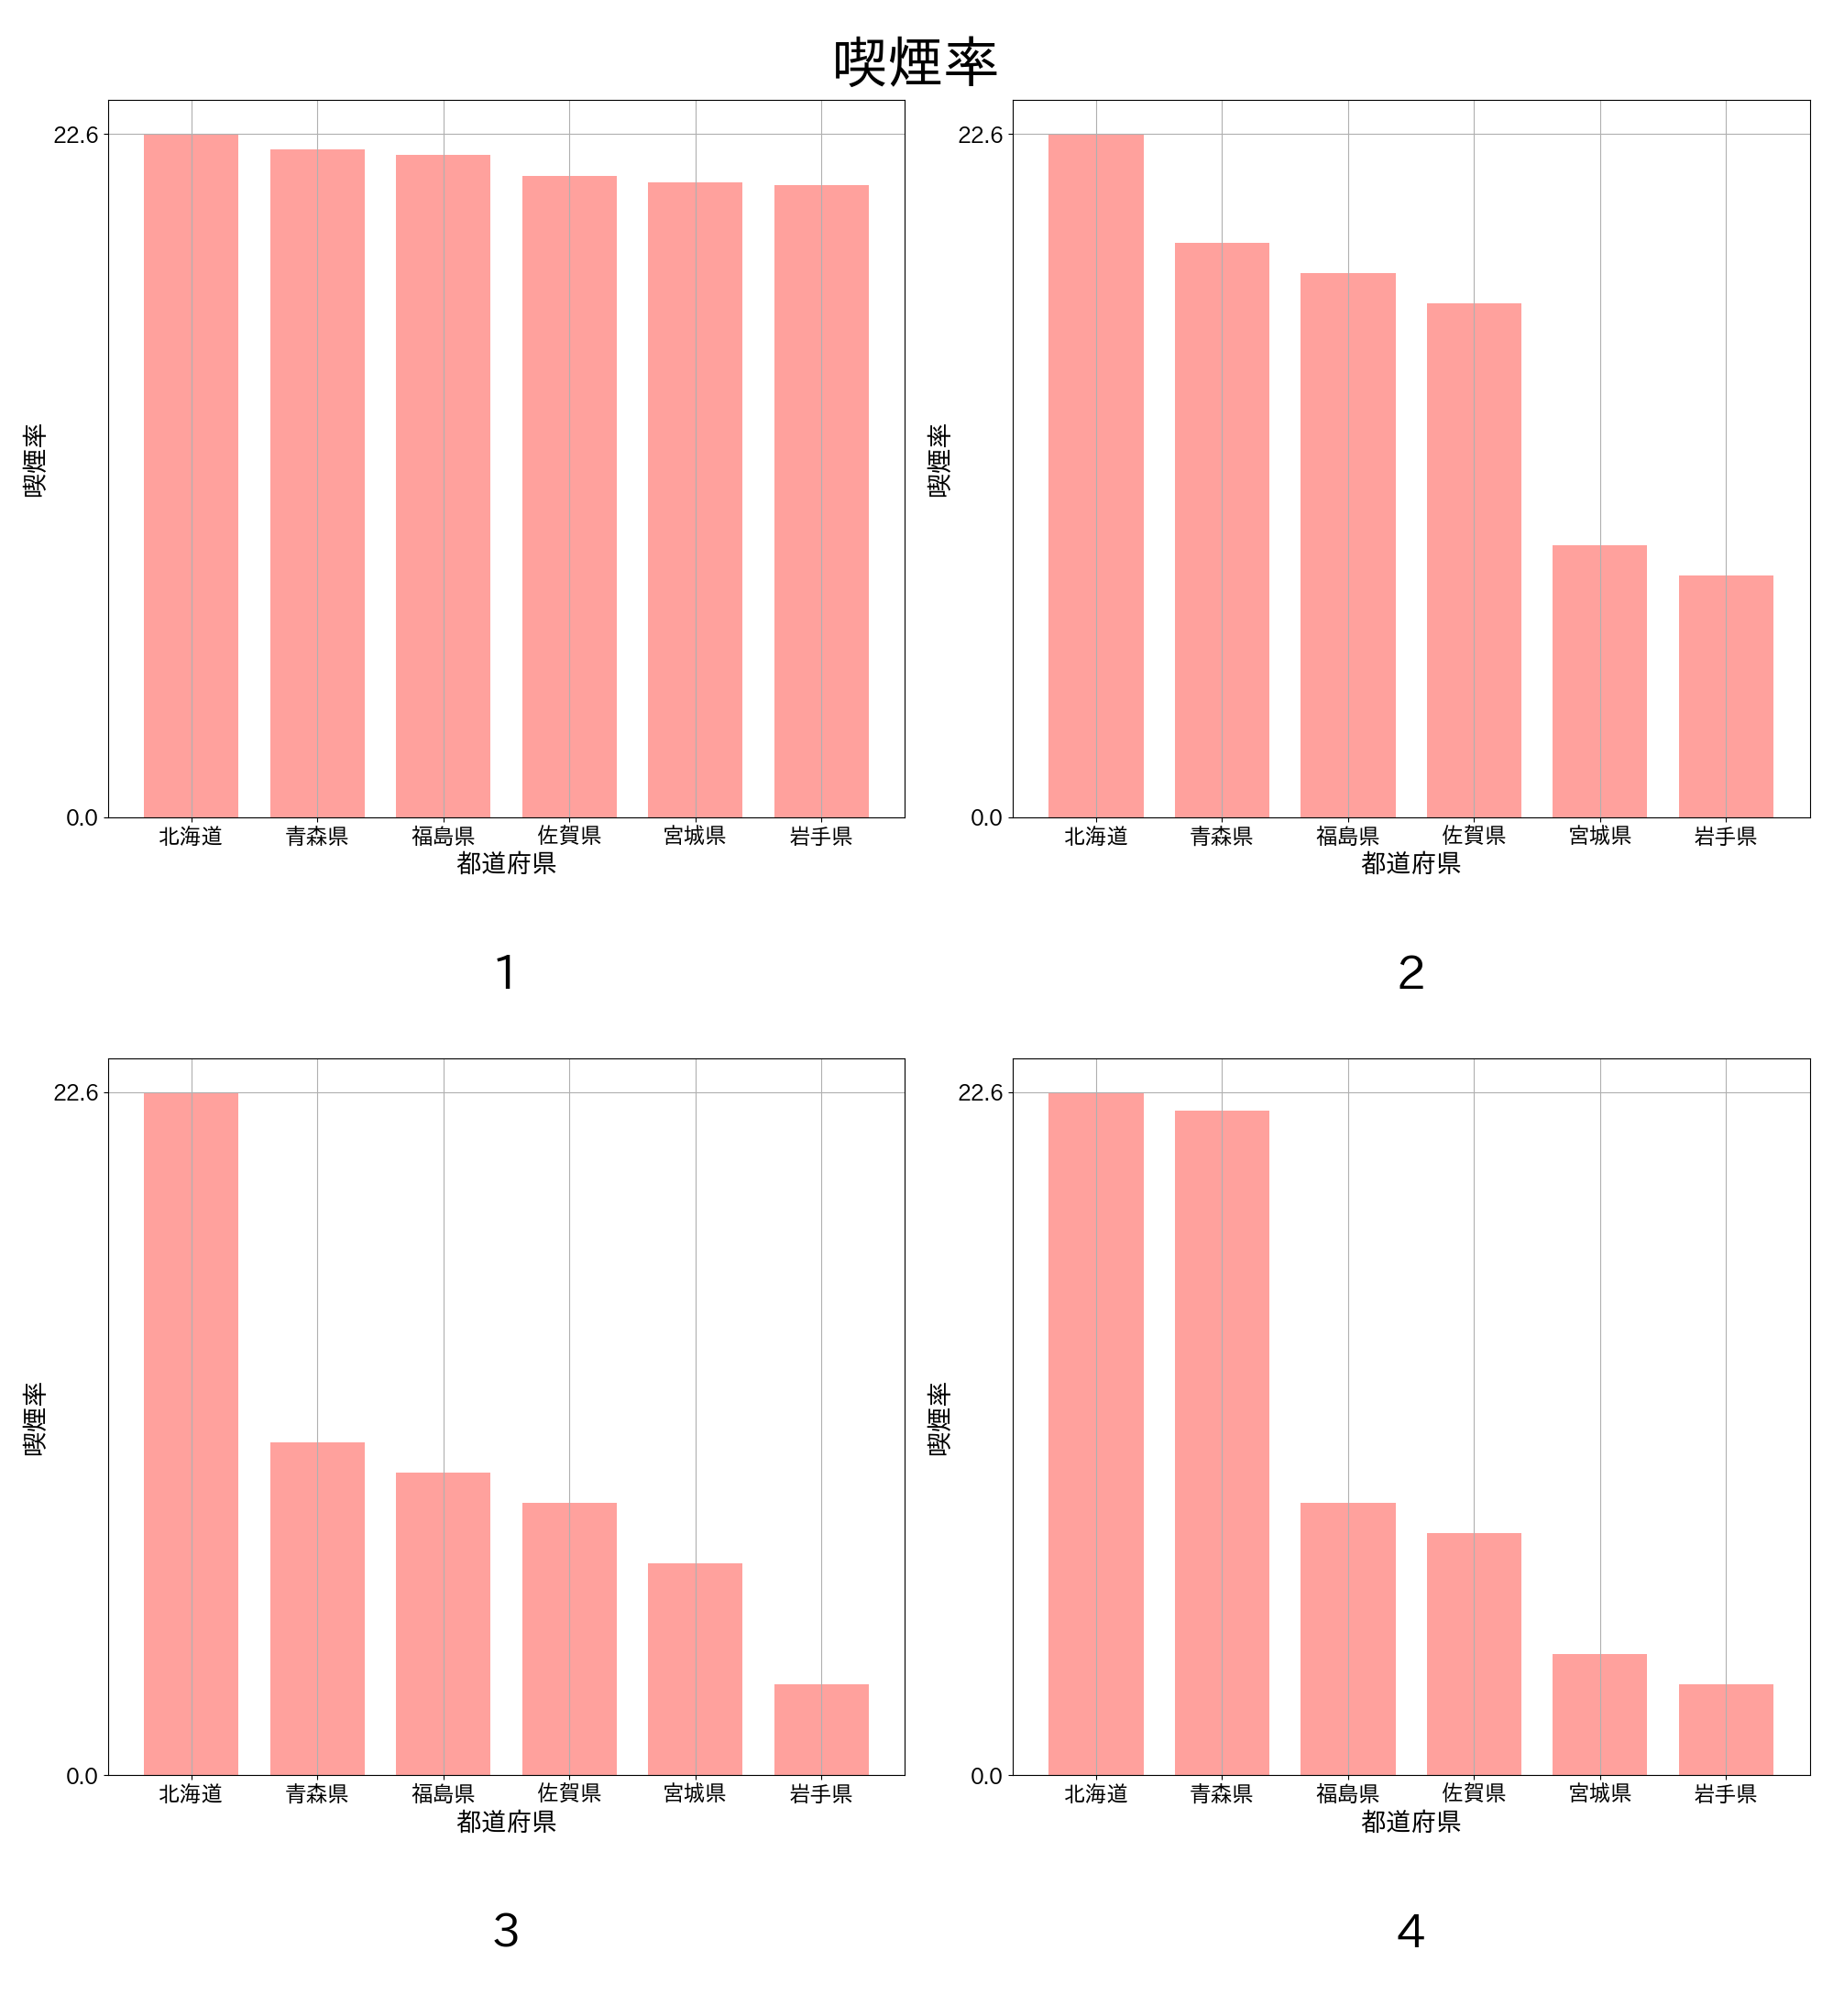 喫煙率
喫煙率
22.6
0.0
北海道 青森県 福島県 佐賀県 宮城県 岩手県
都道府県
1
喫煙率
22.6
0.0
北海道 青森県 福島県 佐賀県 宮城県 岩手県
都道府県
2
喫煙率
22.6
0.0
北海道 青森県 福島県 佐賀県 宮城県 岩手県
都道府県
3
喫煙率
22.6
0.0
北海道 青森県 福島県 佐賀県 宮城県 岩手県
都道府県
4